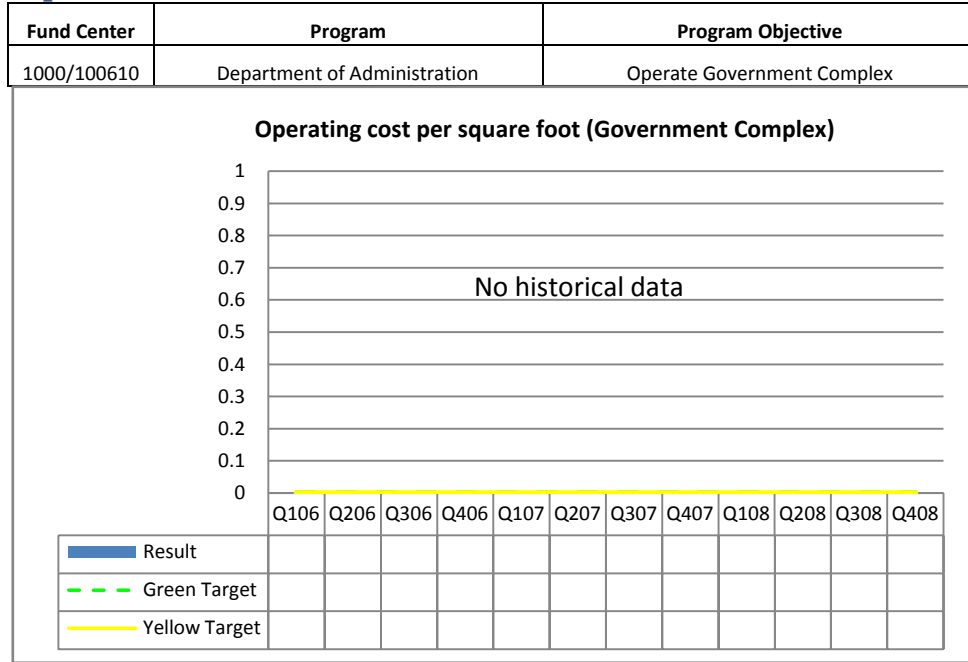 Fund Center Program Program Objective
1000/100610 Department of Administration Operate Government Complex
Operating cost per square foot (Government Complex)
1
0.9
0.8
0.7
No historical data
0.6
0.5
0.4
0.3
0.2
0.1
0
Q106 Q206 Q306 Q406 Q107 Q207 Q307 Q407 Q108 Q208 Q308 Q408
Result
Green Target
Yellow Target